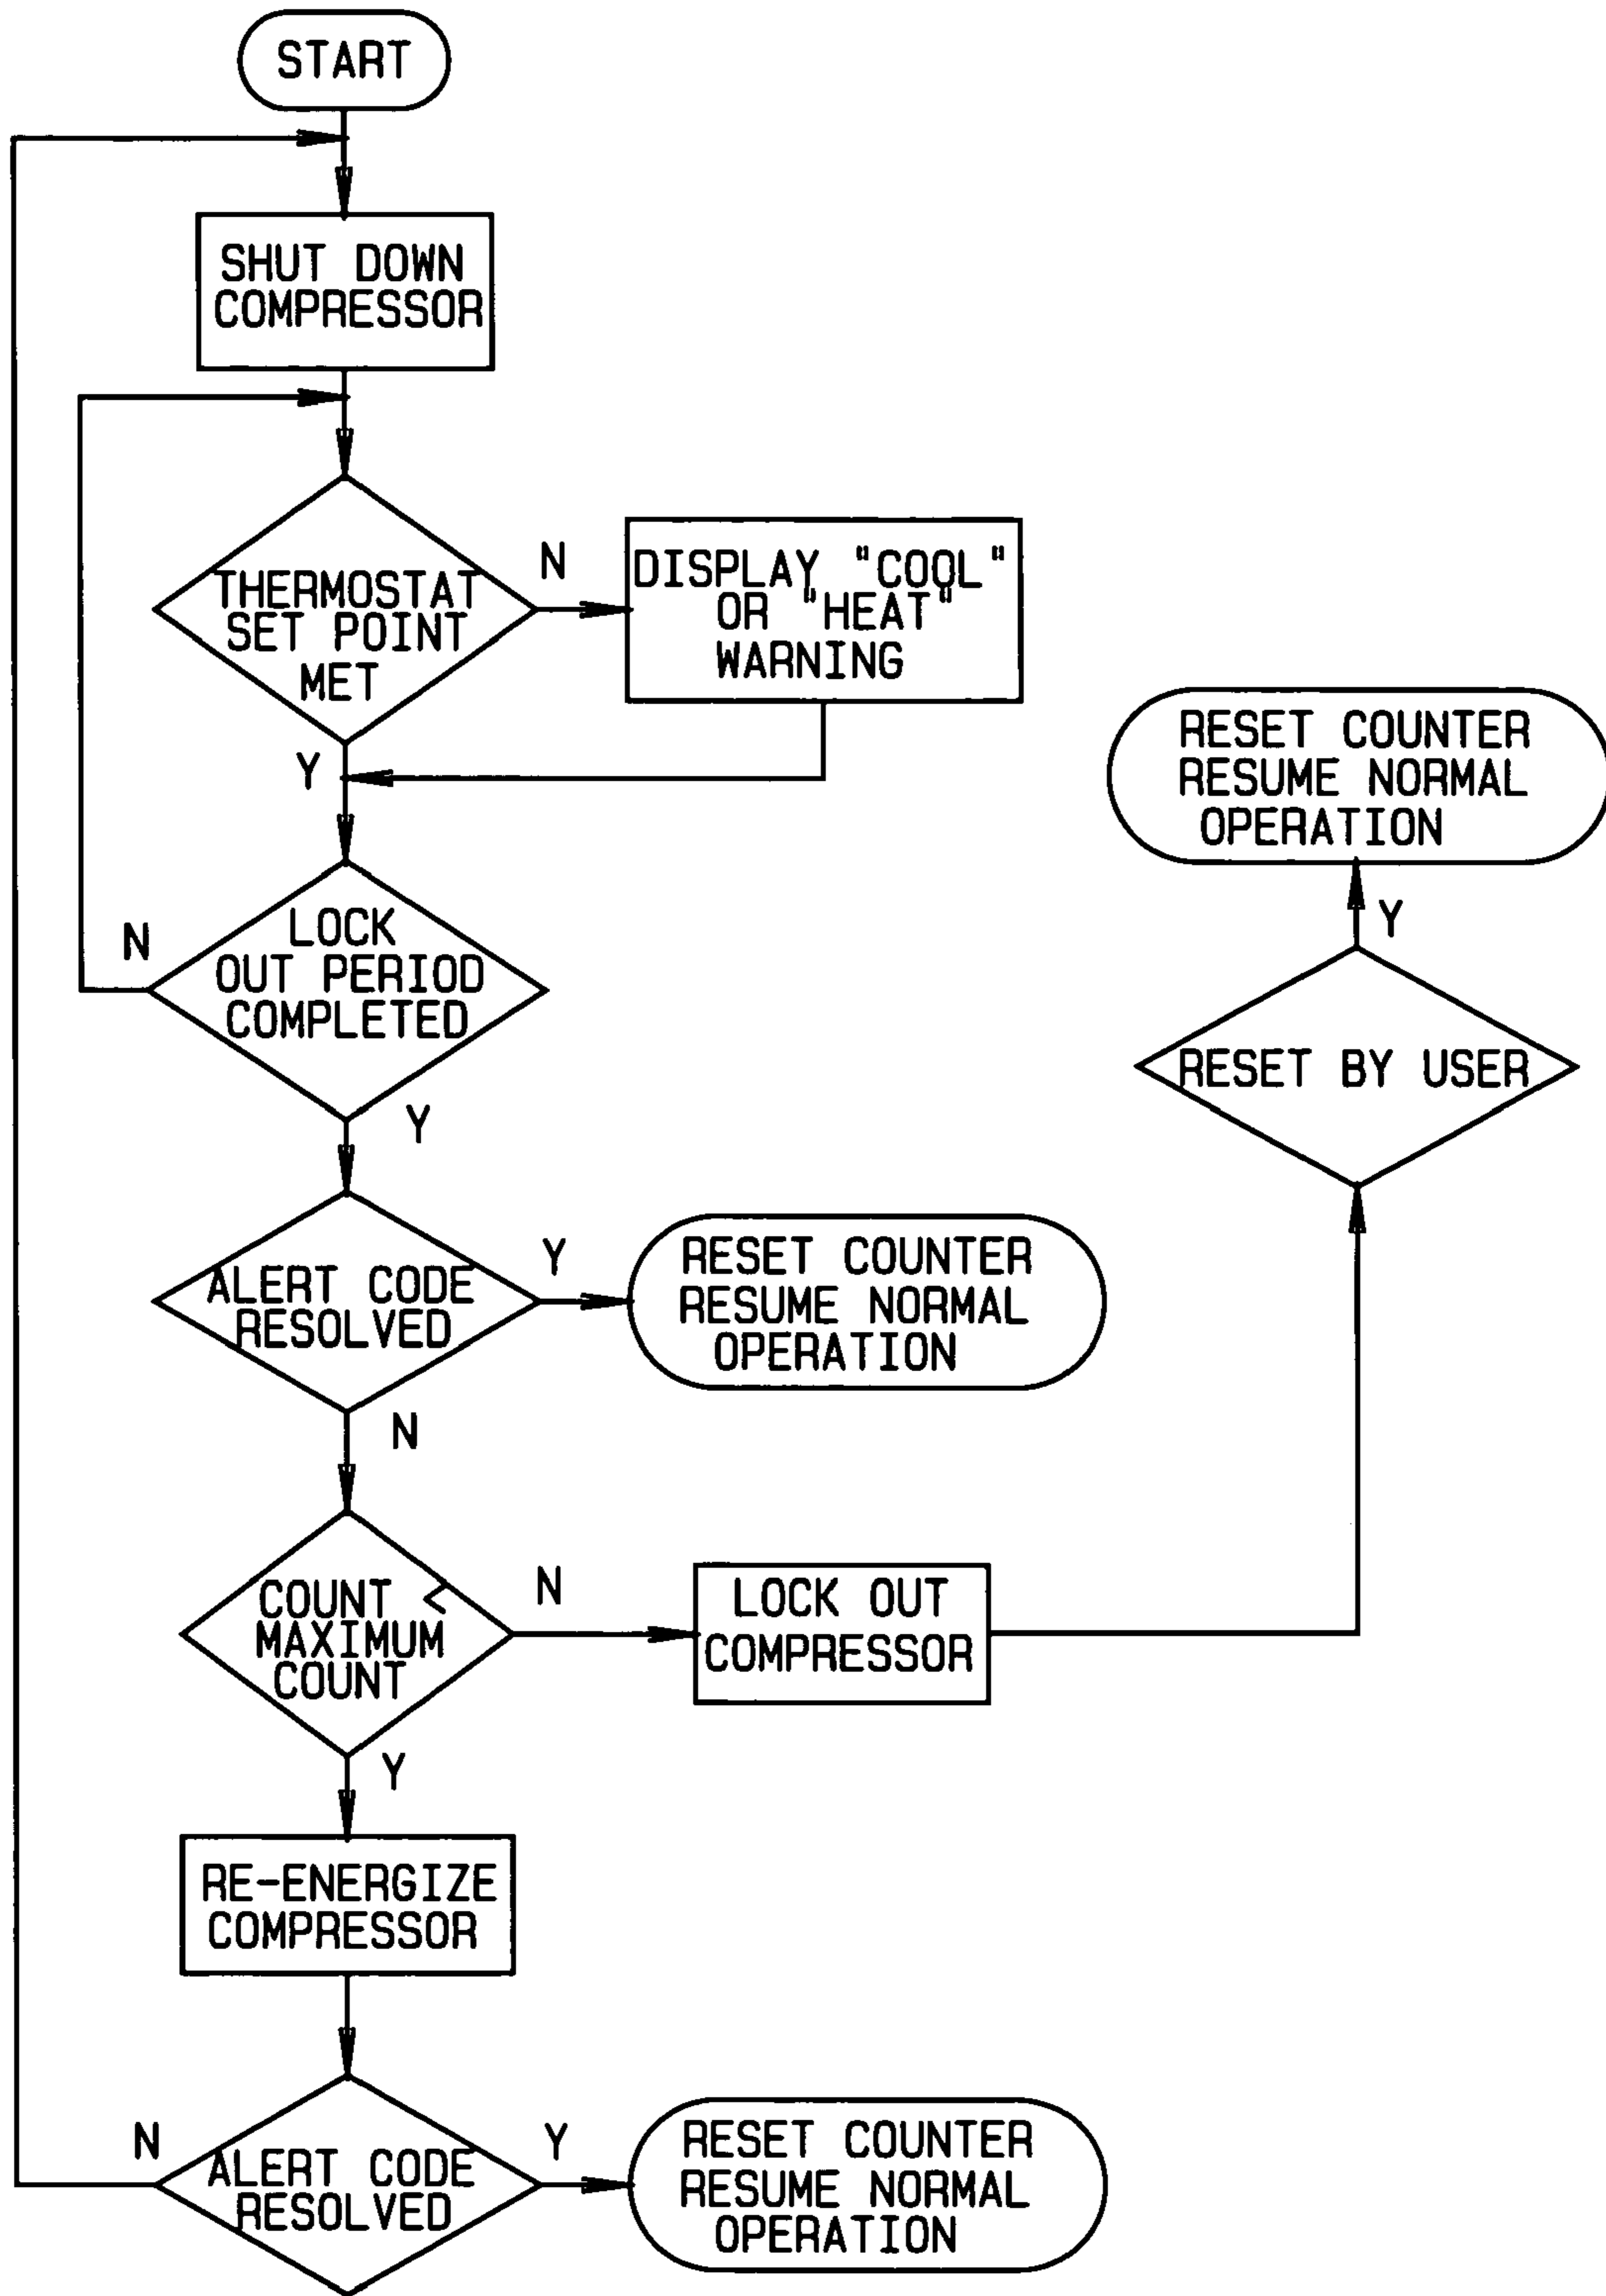 START
SHUT DOWN
COMPRESSOR
THERMOSTAT
SET POINT
MET
N
DISPLAY "COOL"
OR "HEAT"
WARNING
Y
LOCK
OUT PERIOD
COMPLETED
N
Y
ALERT CODE
RESOLVED
Y
RESET COUNTER
RESUME NORMAL
OPERATION
N
COUNT <
MAXIMUM
COUNT
N
LOCK OUT
COMPRESSOR
RESET BY USER
Y
RESET COUNTER
RESUME NORMAL
OPERATION
Y
RE-ENERGIZE
COMPRESSOR
ALERT CODE
RESOLVED
N
Y
RESET COUNTER
RESUME NORMAL
OPERATION